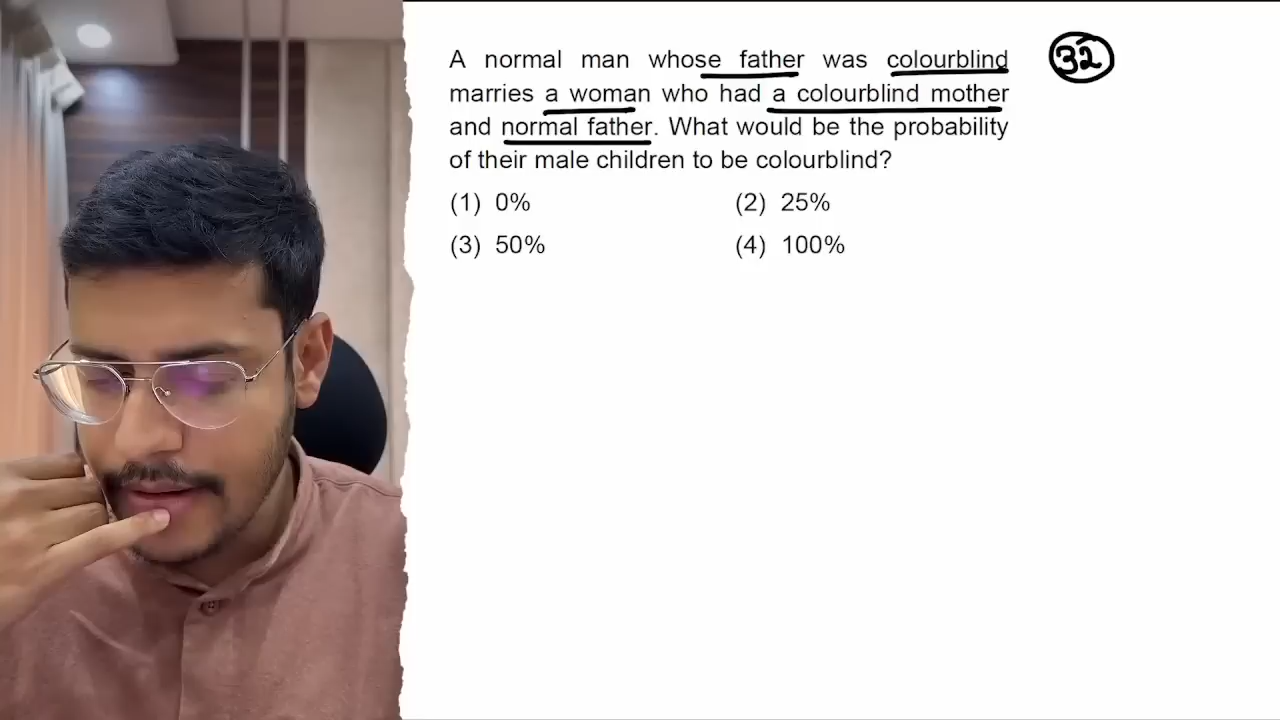 A normal man whose father was colourblind
marries a woman who had a colourblind mother
and normal father. What would be the probability
of their male children to be colourblind?
(1) 0% (2) 25%
(3) 50% (4) 100%
32